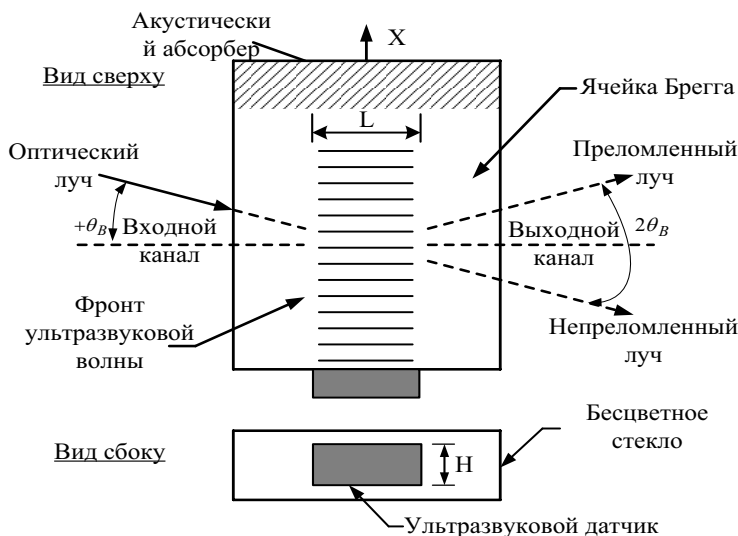 Акустически
й абсорбер
X
Вид сверху
Ячейка Брегга
L
Оптический
луч
Преломленный
луч
+θB
Входной
канал
Выходной
канал
2θB
Фронт
ультразвуковой
волны
Непреломленный
луч
Бесцветное
стекло
Вид сбоку
H
Ультразвуковой датчик